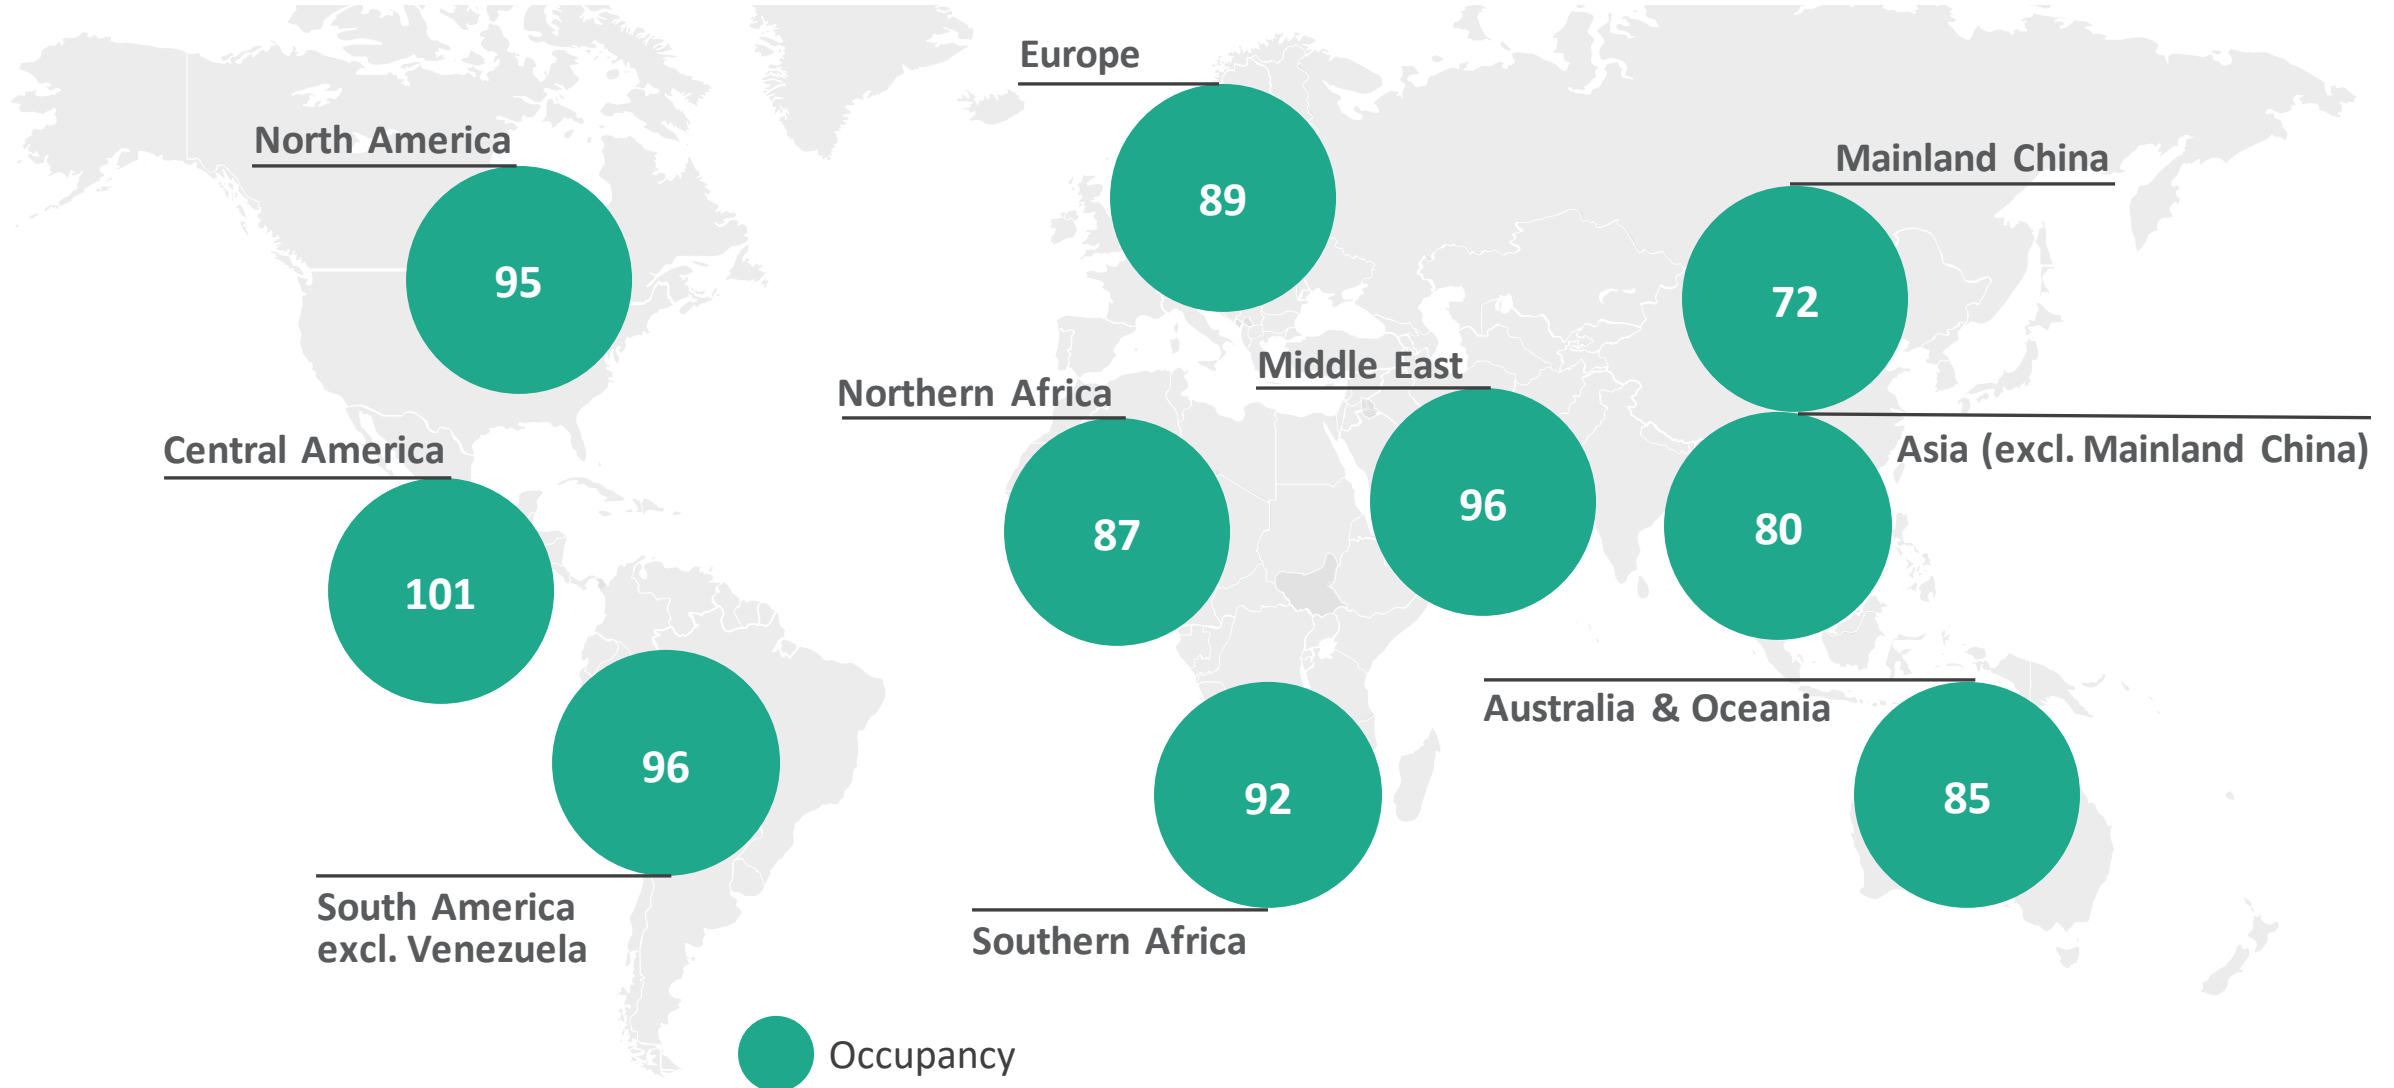 Europe
89
North America
95
Mainland China
72
Middle East
96
Northern Africa
87
Asia (excl. Mainland China)
80
Central America
101
96
South America
excl. Venezuela
92
Southern Africa
Australia & Oceania
85
Occupancy